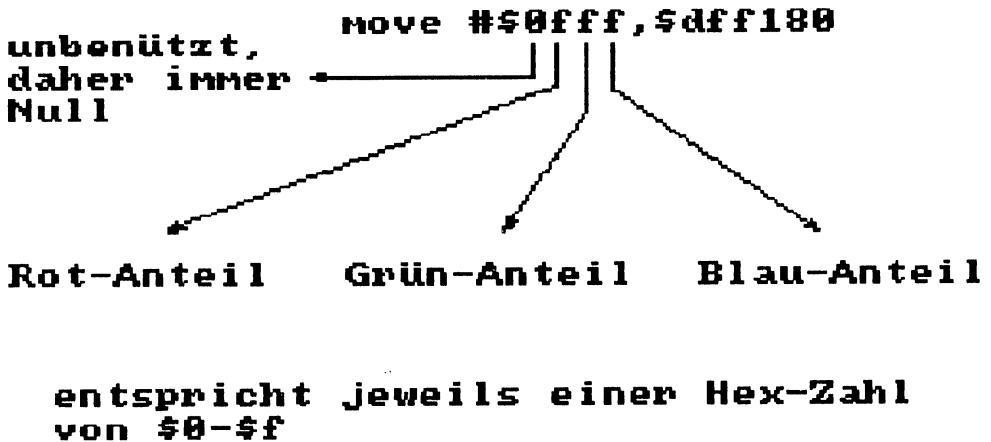 move #$0fff,$dff180
unbenützt,
daher immer
Null
Rot-Anteil Grün-Anteil Blau-Anteil
entspricht jeweils einer Hex-Zahl
von $0-$f